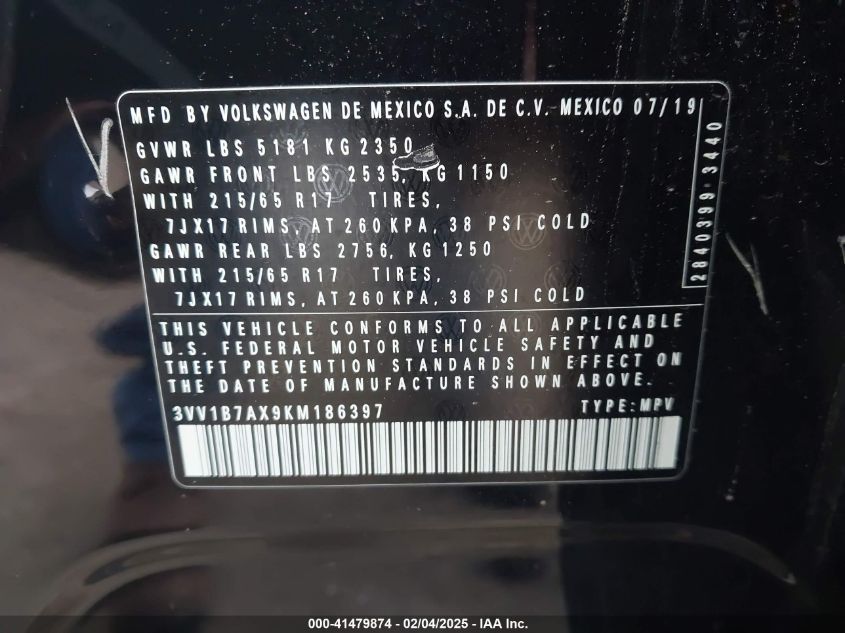 MFD BY VOLKSWAGEN DE MEXICO S.A. DE C.V. MEXICO 07/19
GVWR LBS 5181 KG 2350
GAWR FRONT LBS 2535, KG 1150
WITH 215/65 R17 TIRES,
7JX17 RIMS, AT 260 KPA, 38 PSI COLD
GAWR REAR LBS 2756, KG 1250
WITH 215/65 R17 TIRES,
7JX17 RIMS, AT 260 KPA, 38 PSI COLD
2840399 3440
THIS VEHICLE CONFORMS TO ALL APPLICABLE
U.S. FEDERAL MOTOR VEHICLE SAFETY AND
THEFT PREVENTION STANDARDS IN EFFECT ON
THE DATE OF MANUFACTURE SHOWN ABOVE.
3VV1B7AX9KM186397 TYPE: MPV
000-41479874 - 02/04/2025 - IAA Inc.